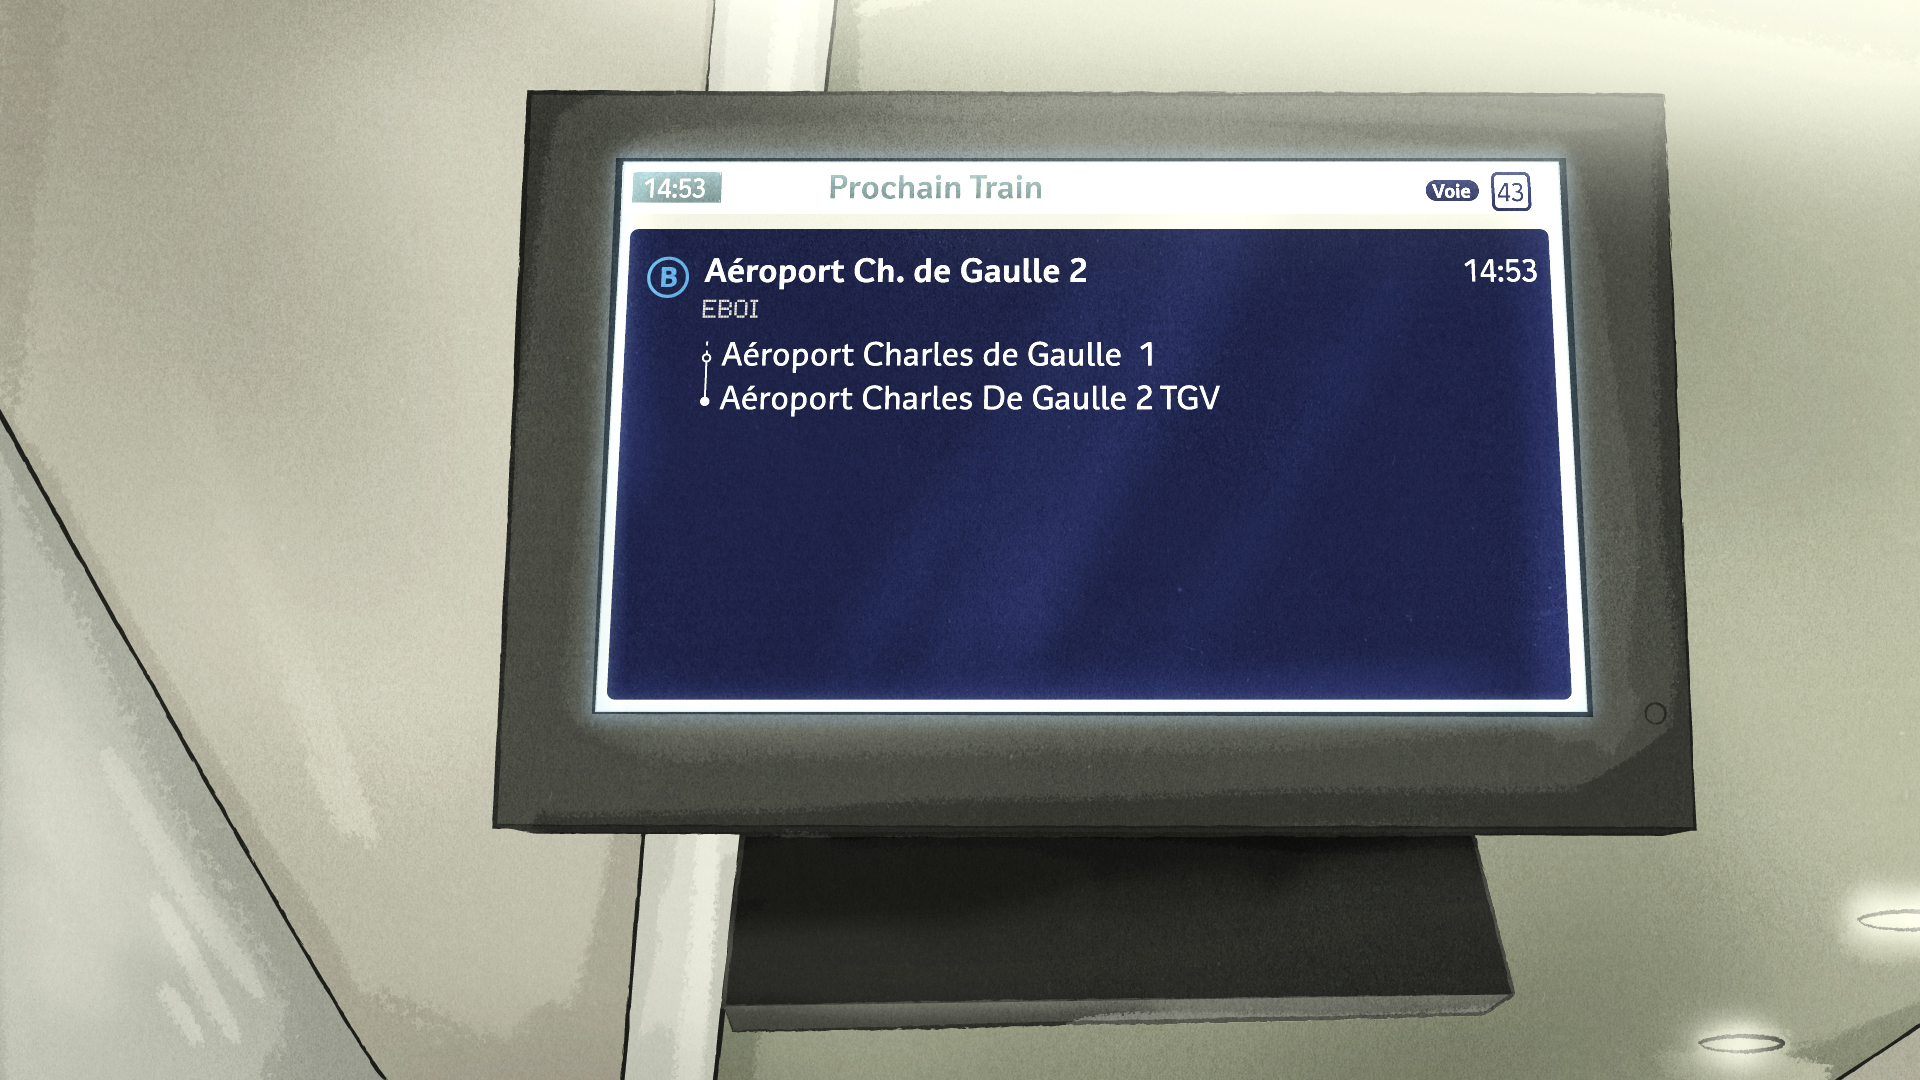 14:53 Prochain Train Voie 43
B Aéroport Ch. de Gaulle 2 14:53
EBOI
Aéroport Charles de Gaulle 1
Aéroport Charles De Gaulle 2 TGV